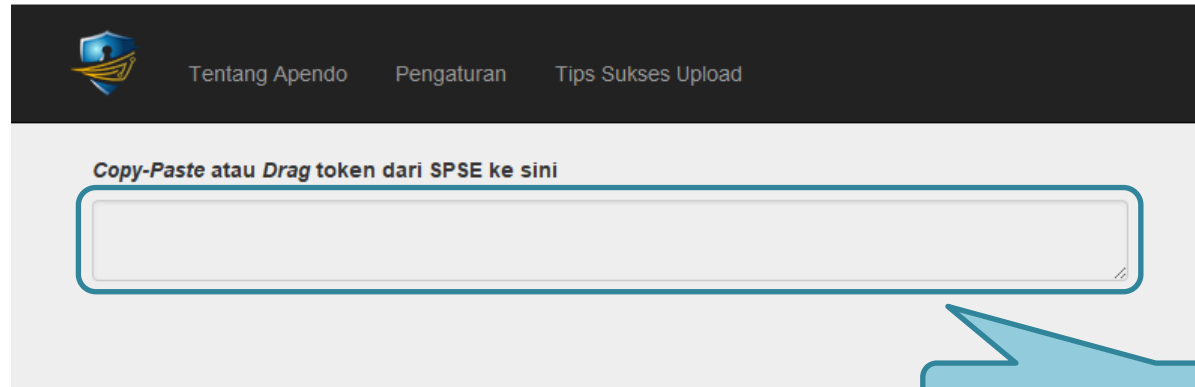 Tentang Apendo Pengaturan Tips Sukses Upload
Copy-Paste atau Drag token dari SPSE ke sini